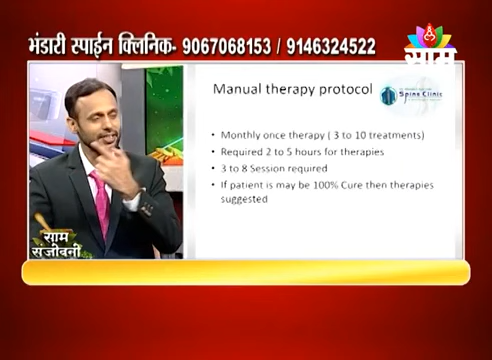 भंडारी स्पाईन क्लिनिक- 9067068153 / 9146324522
साम
Manual therapy protocol
Spine Clinic
• Monthly once therapy ( 3 to 10 treatments)
• Required 2 to 5 hours for therapies
• 3 to 8 Session required
• If patient is may be 100% Cure then therapies
suggested
साम
संजीवनी